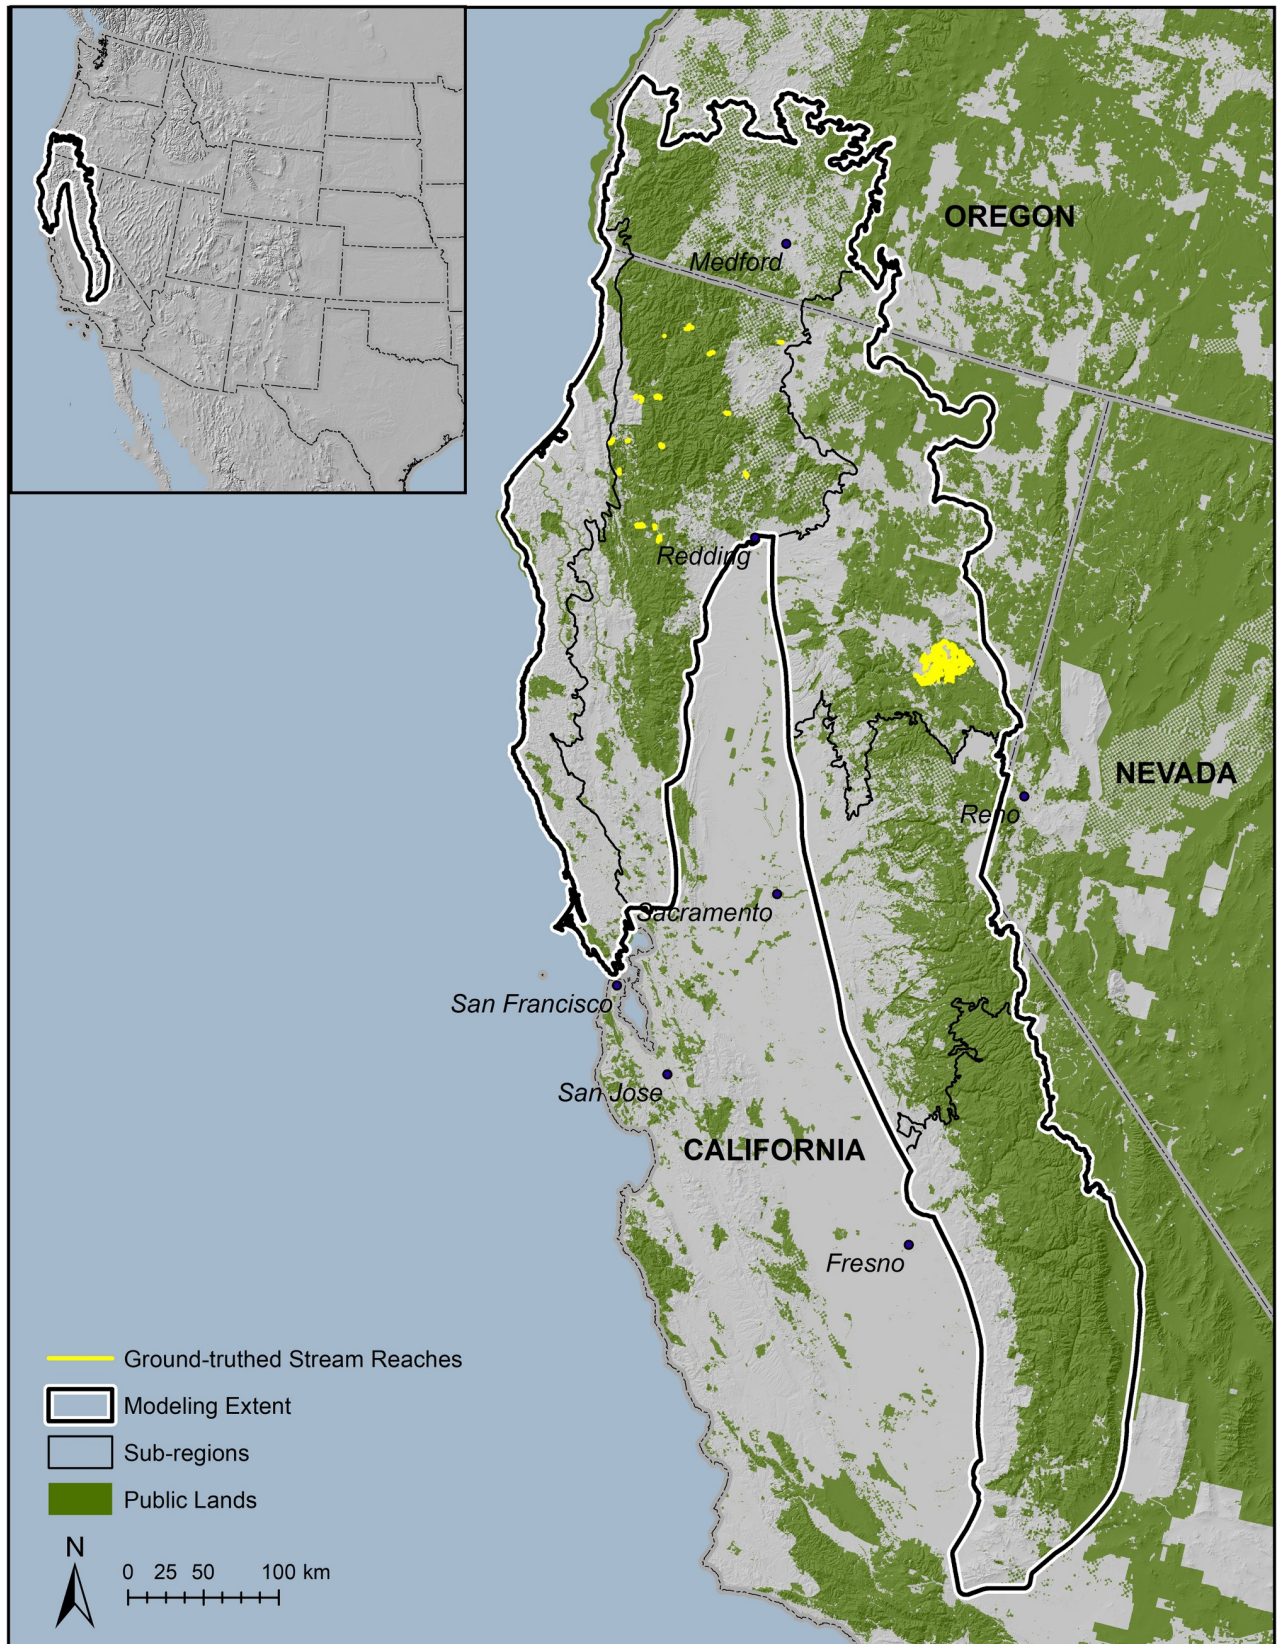 OREGON
Medford
Redding
NEVADA
Reno
Sacramento
San Francisco
San Jose
CALIFORNIA
Fresno
Ground-truthed Stream Reaches
Modeling Extent
Sub-regions
Public Lands
N
0 25 50 100 km